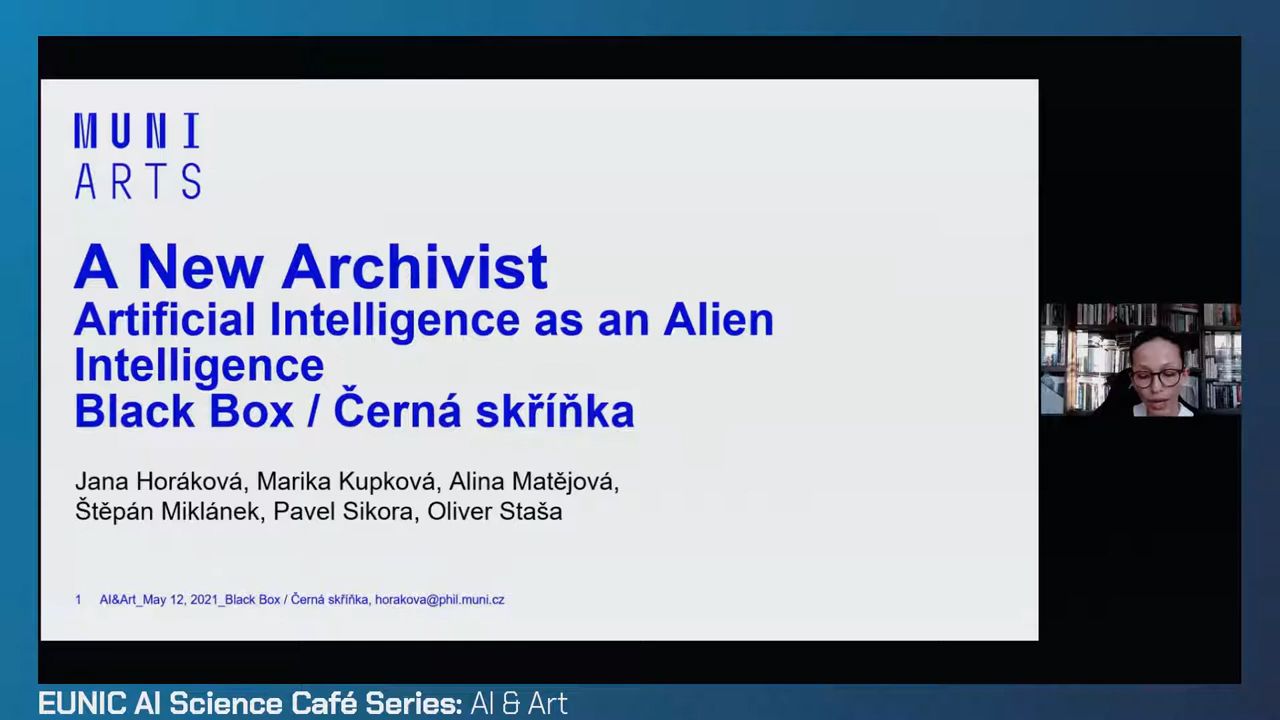 MUNI
ARTS
A New Archivist
Artificial Intelligence as an Alien
Intelligence
Black Box / Černá skříňka
Jana Horáková, Marika Kupková, Alina Matějová,
Štěpán Miklánek, Pavel Sikora, Oliver Staša
1 AI&Art_May 12, 2021_Black Box / Černá skříňka, horakova@phil.muni.cz
EUNIC AI Science Café Series: AI & Art